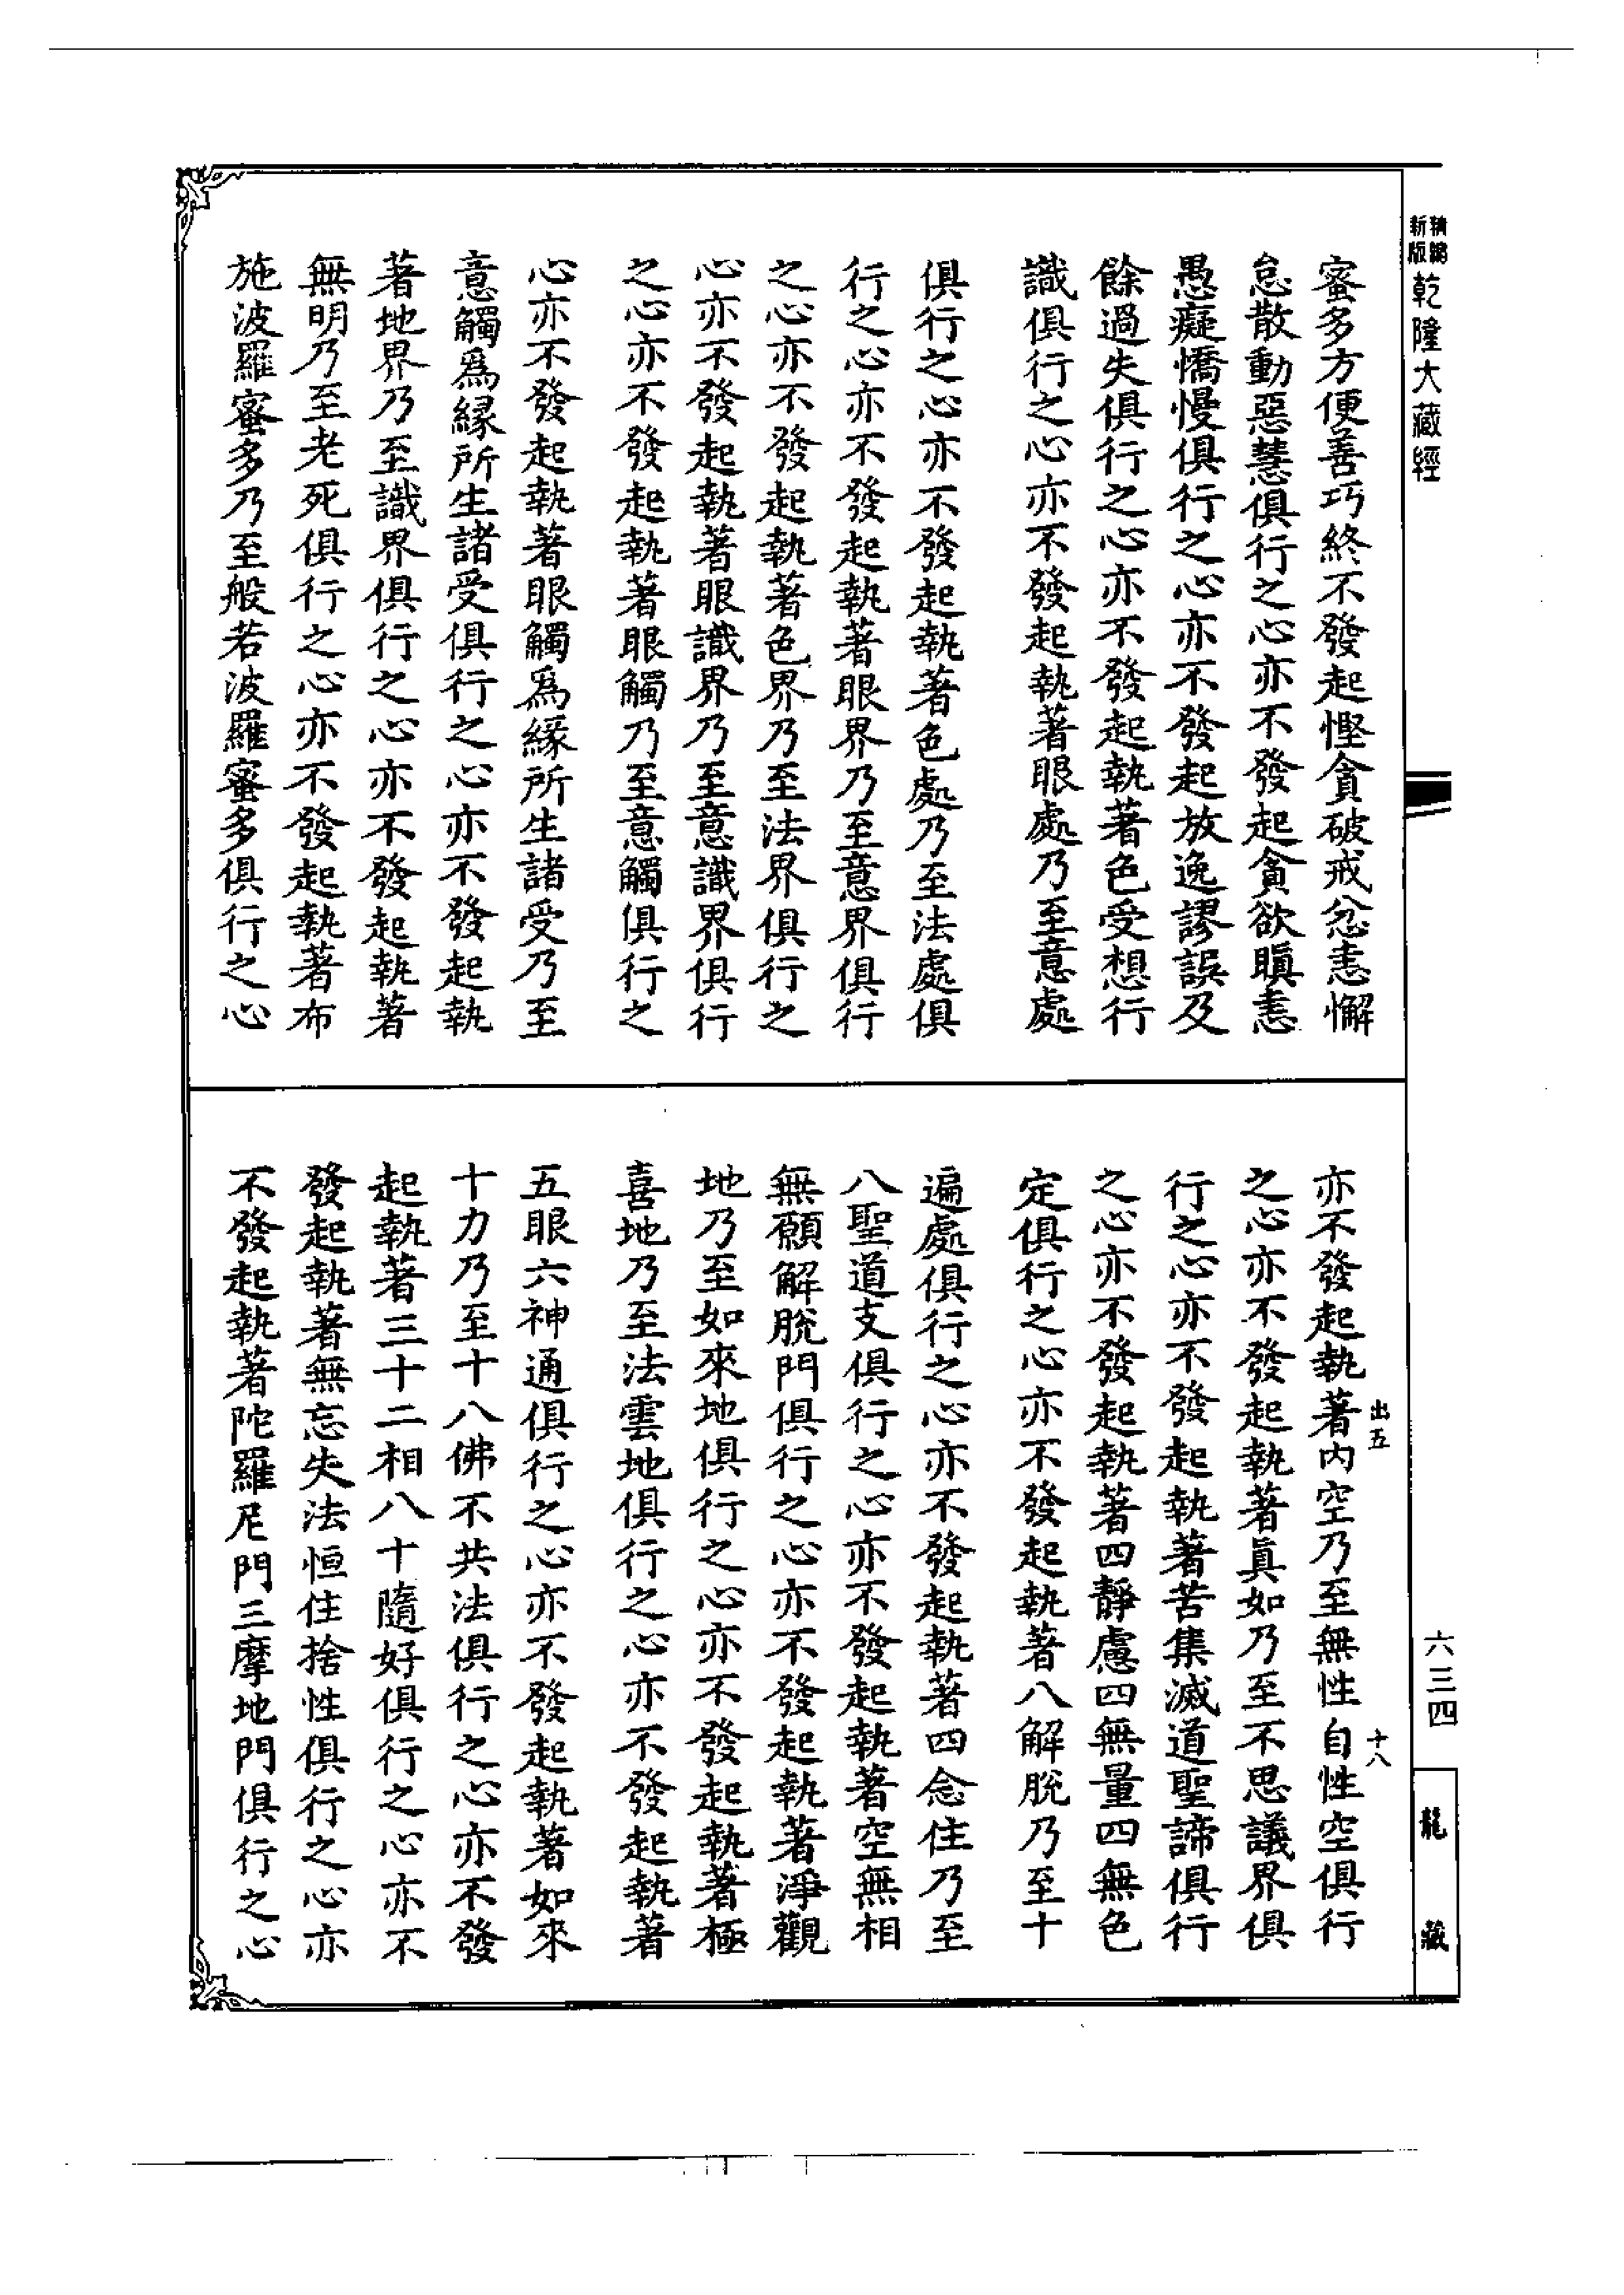 新版精編
乾隆大藏經
六三四
龍藏
蜜多方便善巧終不發起慳貪破戒忿恚懈
怠散動惡慧俱行之心亦不發起貪欲瞋恚
愚癡憍慢俱行之心亦不發起放逸謬誤及
餘過失俱行之心亦不發起執著色受想行
識俱行之心亦不發起執著眼處乃至意處
俱行之心亦不發起執著色處乃至法處俱
行之心亦不發起執著眼界乃至意界俱行
之心亦不發起執著色界乃至法界俱行之
心亦不發起執著眼識界乃至意識界俱行
之心亦不發起執著眼觸乃至意觸俱行之
心亦不發起執著眼觸爲緣所生諸受乃至
意觸爲緣所生諸受俱行之心亦不發起執
著地界乃至識界俱行之心亦不發起執著
無明乃至老死俱行之心亦不發起執著布
施波羅蜜多乃至般若波羅蜜多俱行之心
出五
十八
亦不發起執著內空乃至無性自性空俱行
之心亦不發起執著真如乃至不思議界俱
行之心亦不發起執著苦集滅道聖諦俱行
之心亦不發起執著四靜慮四無量四無色
定俱行之心亦不發起執著八解脫乃至十
遍處俱行之心亦不發起執著四念住乃至
八聖道支俱行之心亦不發起執著空無相
無願解脫門俱行之心亦不發起執著淨觀
地乃至如來地俱行之心亦不發起執著極
喜地乃至法雲地俱行之心亦不發起執著
五眼六神通俱行之心亦不發起執著如來
十力乃至十八佛不共法俱行之心亦不發
起執著三十二相八十隨好俱行之心亦不
發起執著無忘失法恒住捨性俱行之心亦
不發起執著陀羅尼門三摩地門俱行之心